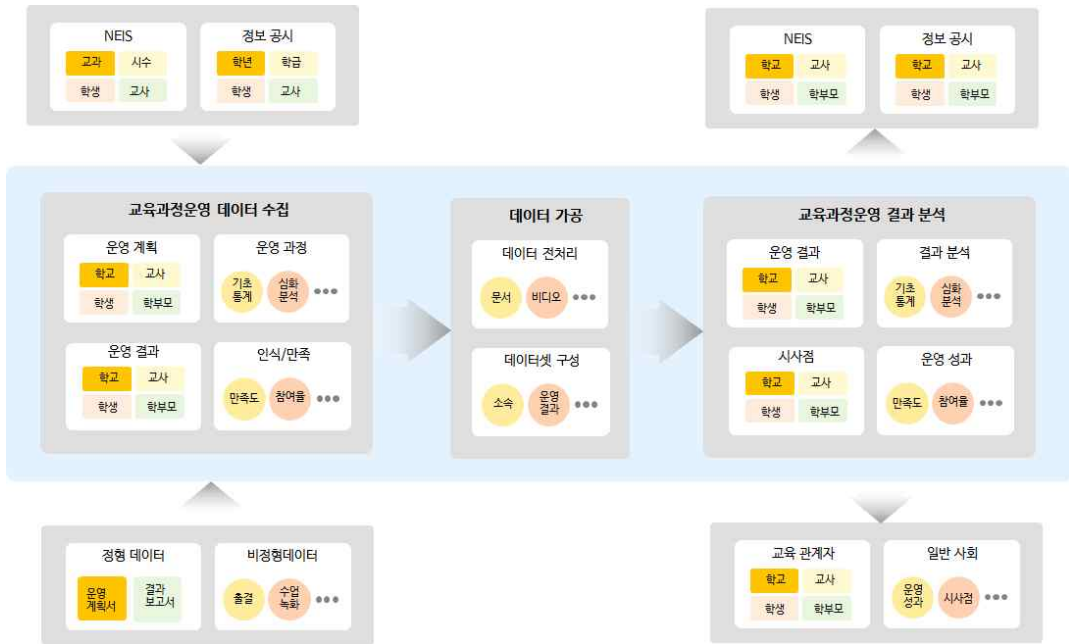 NEIS
교과 시수
학생 교사
정보 공시
학년 학급
학생 교사
NEIS
학교 교사
학생 학부모
정보 공시
학교 교사
학생 학부모
교육과정운영 데이터 수집
운영 계획
학교 교사
학생 학부모
운영 과정
기초
통계
심화
분석
운영 결과
학교 교사
학생 학부모
인식/만족
만족도 참여율
데이터 가공
데이터 전처리
문서 비디오
데이터셋 구성
소속
운영
결과
교육과정운영 결과 분석
운영 결과
학교 교사
학생 학부모
결과 분석
기초
통계
심화
분석
시사점
학교 교사
학생 학부모
운영 성과
만족도 참여율
정형 데이터
운영
계획서
결과
보고서
비정형데이터
출결
수업
녹화
교육 관계자
학교 교사
학생 학부모
일반 사회
운영
성과
시사점